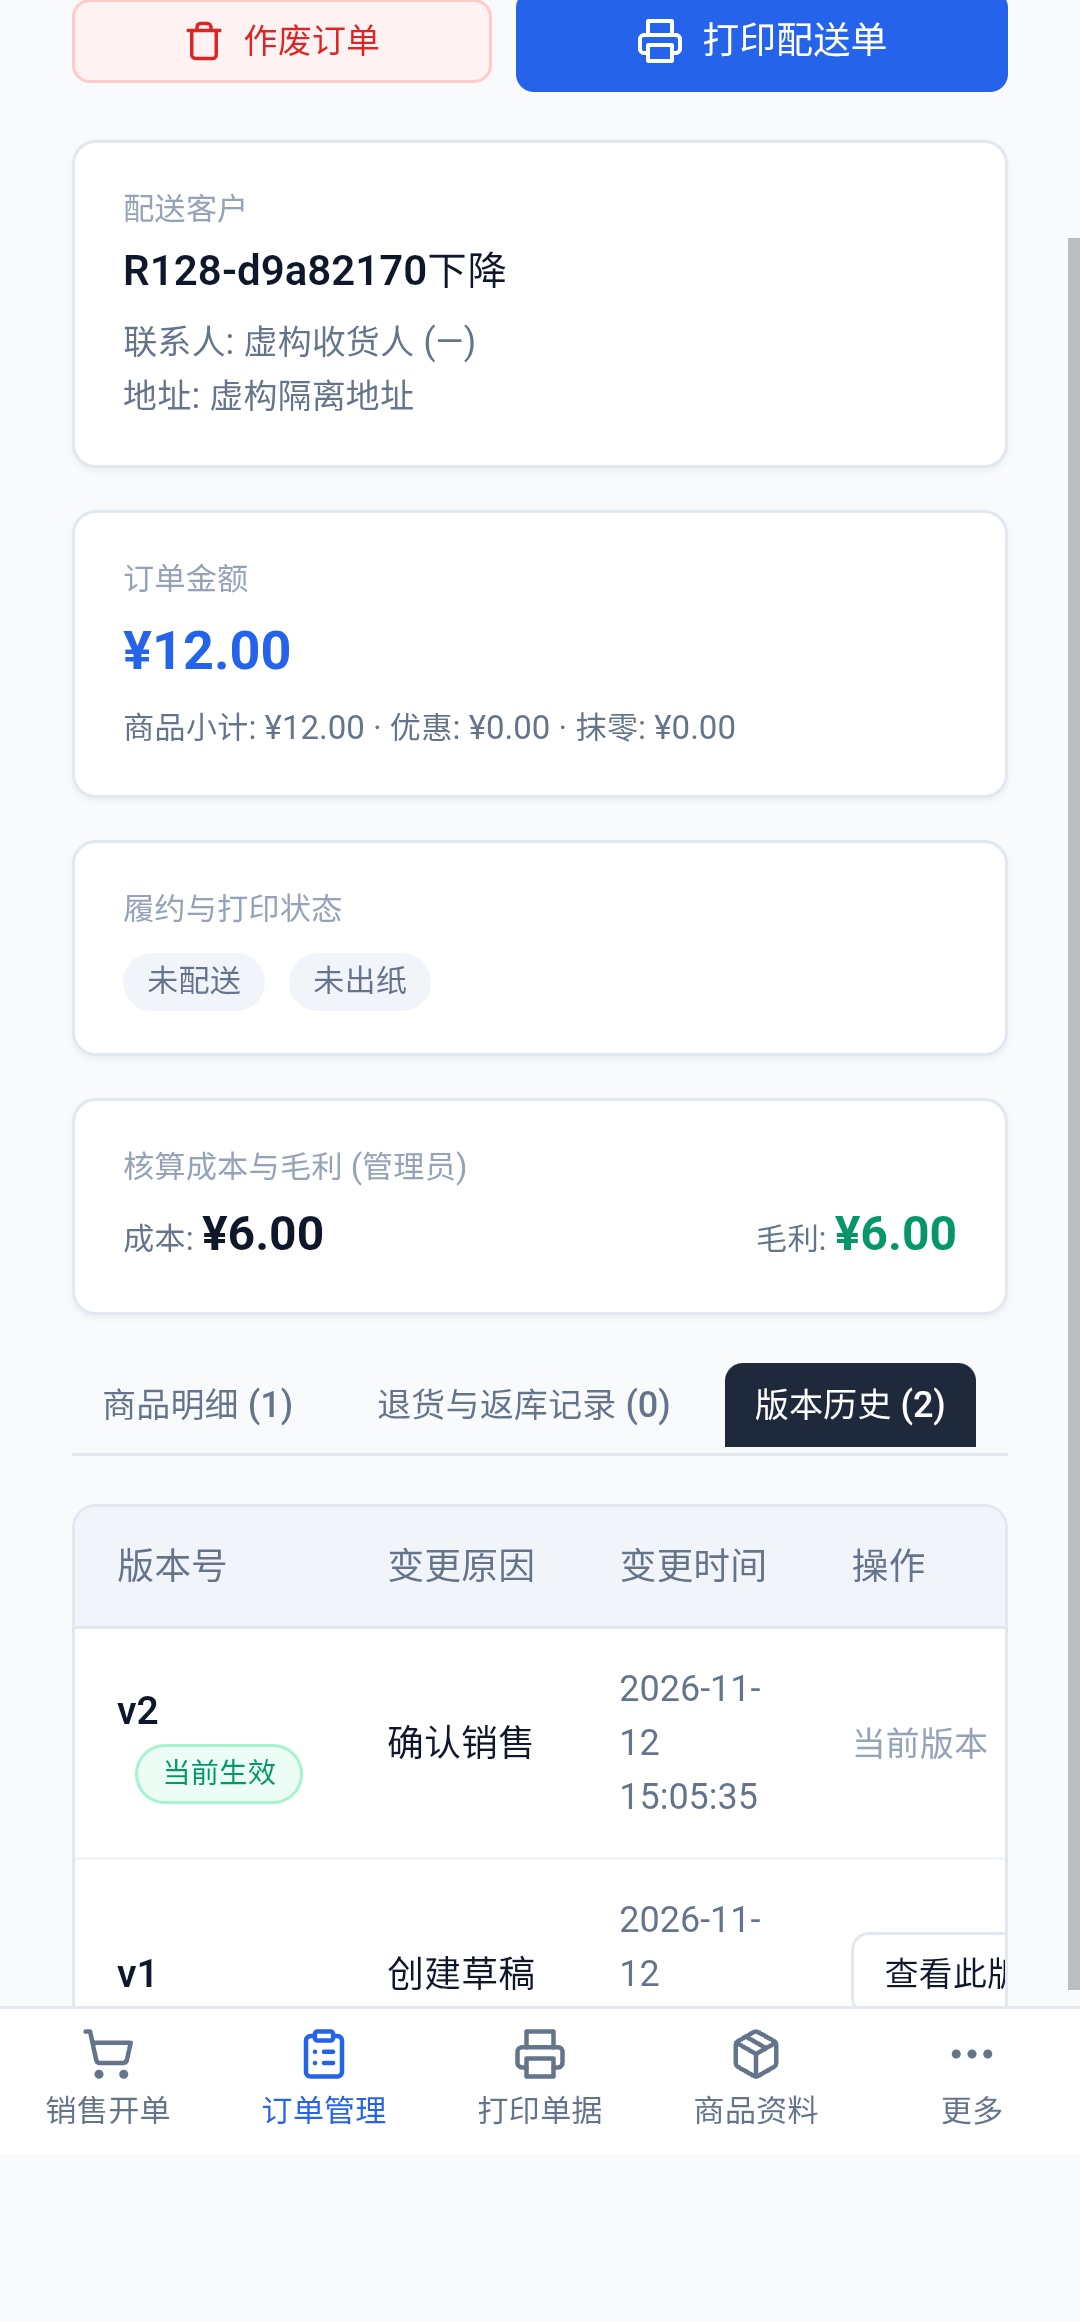 作废订单
打印配送单
配送客户
R128-d9a82170下降
联系人: 虚构收货人 (—)
地址: 虚构隔离地址
订单金额
¥12.00
商品小计: ¥12.00 · 优惠: ¥0.00 · 抹零: ¥0.00
履约与打印状态
未配送 未出纸
核算成本与毛利 (管理员)
成本: ¥6.00 毛利: ¥6.00
商品明细 (1) 退货与返库记录 (0) 版本历史 (2)
版本号 变更原因 变更时间 操作
v2
当前生效
确认销售
2026-11-
12
15:05:35
当前版本
v1
创建草稿
2026-11-
12
查看此
销售开单 订单管理 打印单据 商品资料 更多